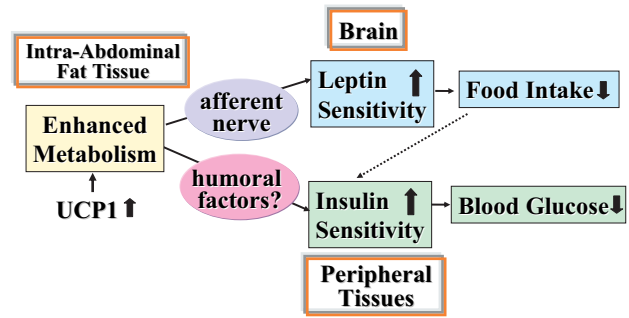 Intra-Abdominal
Fat Tissue
Brain
afferent
nerve
Leptin
Sensitivity
Food Intake
Enhanced
Metabolism
humoral
factors?
UCP1
Insulin
Sensitivity
Blood Glucose
Peripheral
Tissues